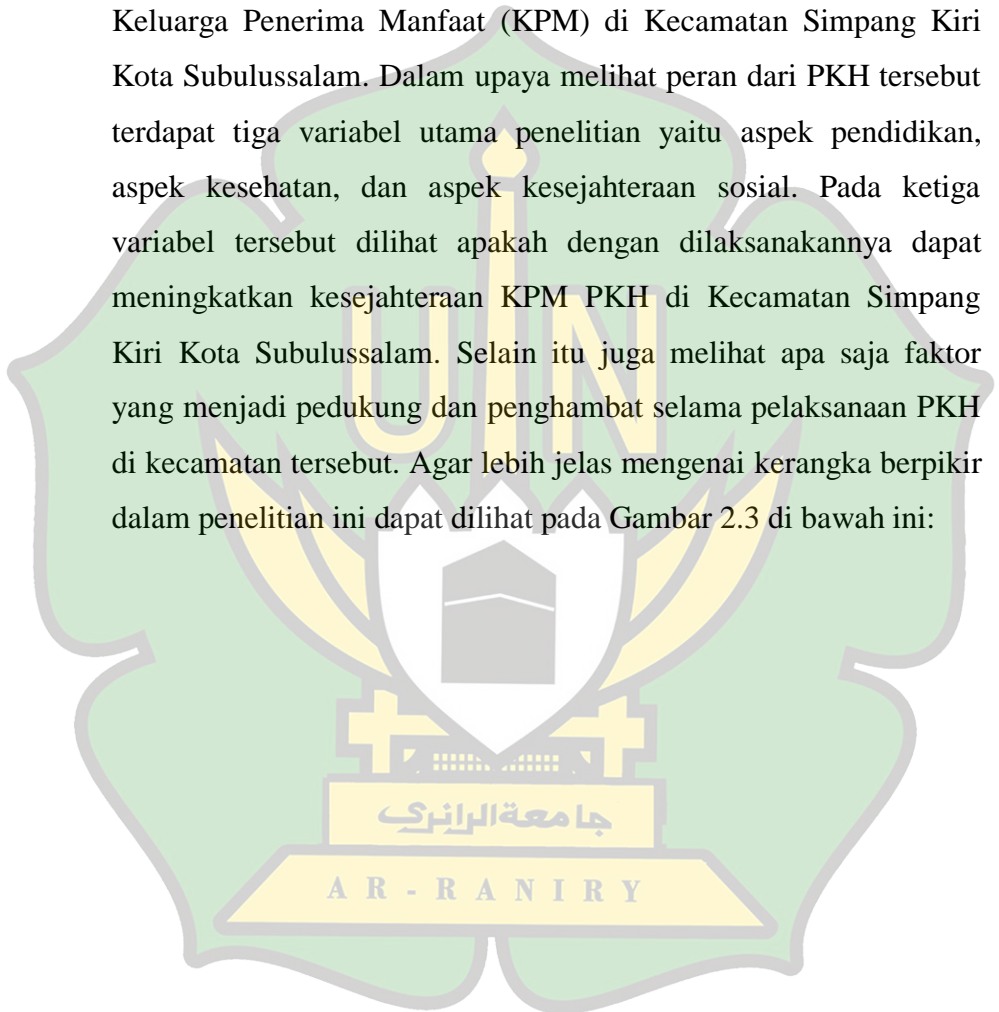 Keluarga Penerima Manfaat (KPM) di Kecamatan Simpang Kiri
Kota Subulussalam. Dalam upaya melihat peran dari PKH tersebut
terdapat tiga variabel utama penelitian yaitu aspek pendidikan,
aspek kesehatan, dan aspek kesejahteraan sosial. Pada ketiga
variabel tersebut dilihat apakah dengan dilaksanakannya dapat
meningkatkan kesejahteraan KPM PKH di Kecamatan Simpang
Kiri Kota Subulussalam. Selain itu juga melihat apa saja faktor
yang menjadi pedukung dan penghambat selama pelaksanaan PKH
di kecamatan tersebut. Agar lebih jelas mengenai kerangka berpikir
dalam penelitian ini dapat dilihat pada Gambar 2.3 di bawah ini:
UIN
جامعة الرانري
AR-RANIRY